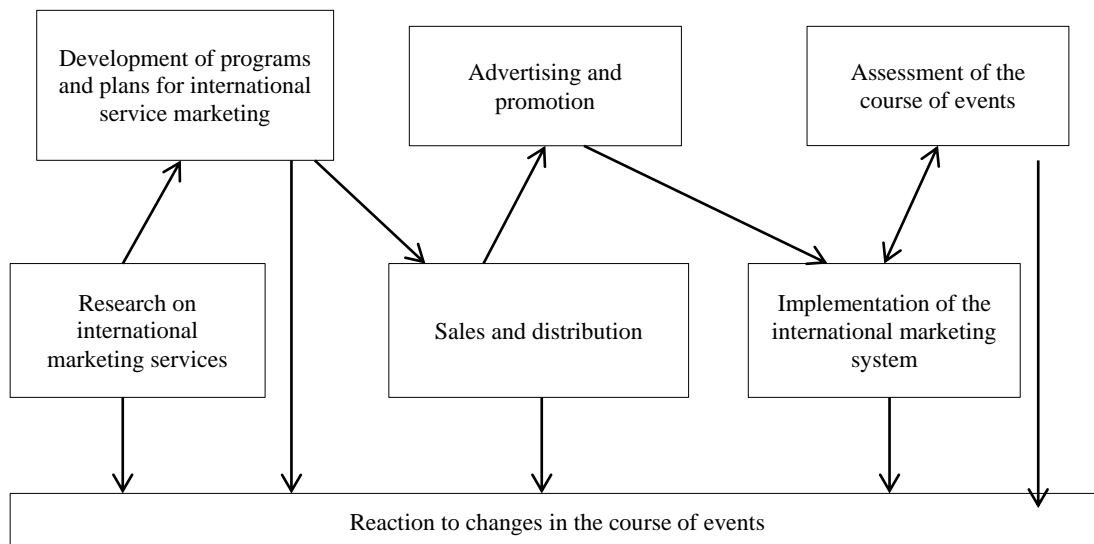 Development of programs
and plans for international
service marketing
Advertising and
promotion
Assessment of the
course of events
Research on
international
marketing services
Sales and distribution
Implementation of the
international marketing
system
Reaction to changes in the course of events